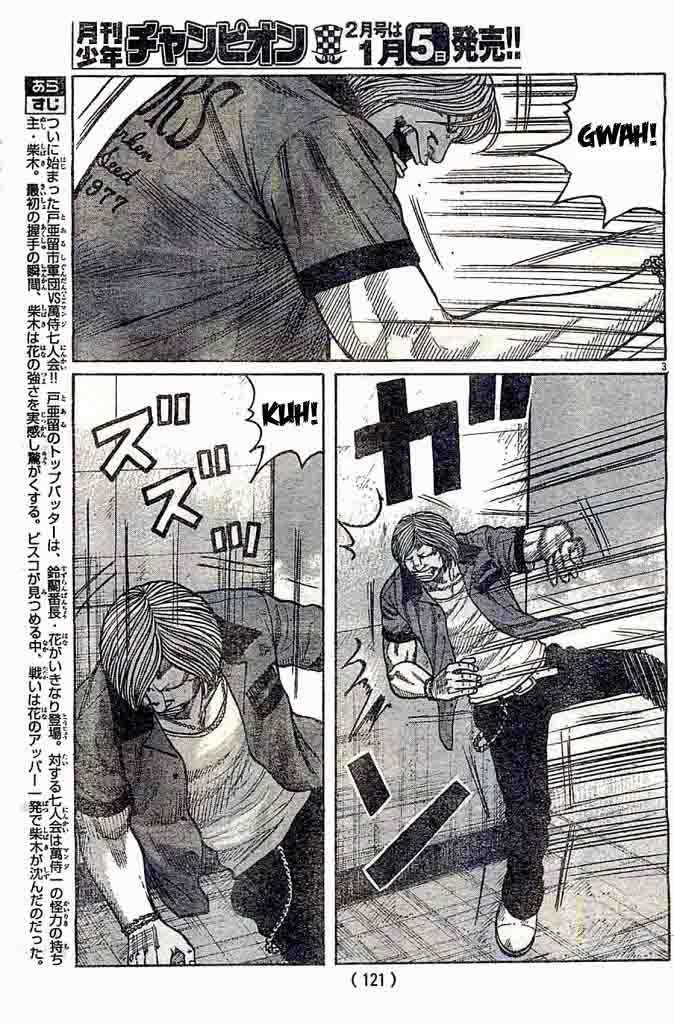 月刊少年チャンピオン 2月号は1月5日発売!!
あらすじ
ついに始まった戸亜留市軍団VS萬侍七人会!! 戸亜留のトップバッターは、鈴蘭番長・花がいきなり登場。対する七人会は萬侍一の怪力の持ち
主・柴木。最初の握手の瞬間、柴木は花の強さを実感し驚がくする。ビスコが見つめる中、戦いは花のアッパー一発で柴木が沈んだのだった。
ORKS
Garden
Seed
1977
GWAH!
3
ガ
ン
KUH!
ズズ
(121)